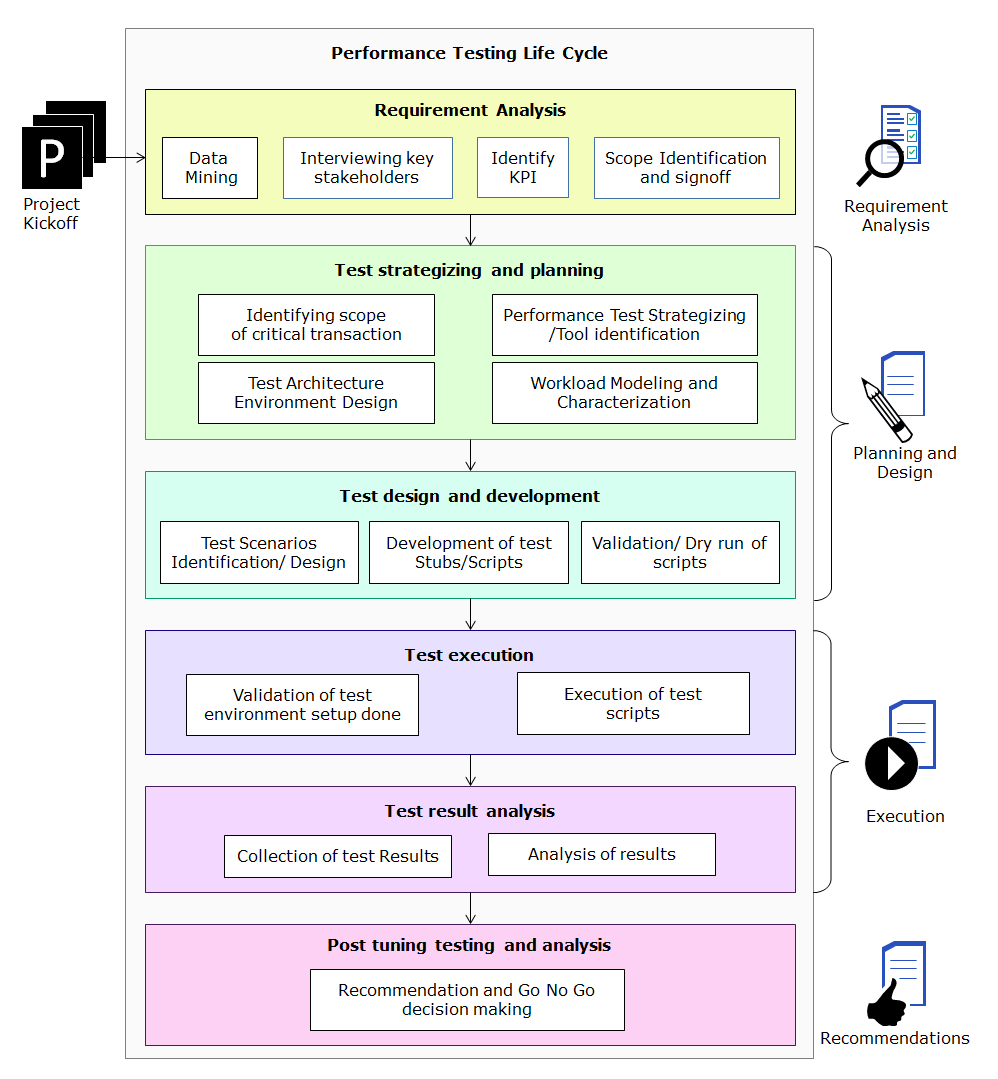 Performance Testing Life Cycle
Requirement Analysis
Data
Mining
Interviewing key
stakeholders
Identify
KPI
Scope Identification
and signoff
P
Project
Kickoff
Requirement
Analysis
Test strategizing and planning
Identifying scope
of critical transaction
Performance Test Strategizing
/Tool identification
Test Architecture
Environment Design
Workload Modeling and
Characterization
Planning and
Design
Test design and development
Test Scenarios
Identification/ Design
Development of test
Stubs/Scripts
Validation/ Dry run of
scripts
Test execution
Validation of test
environment setup done
Execution of test
scripts
Execution
Test result analysis
Collection of test Results
Analysis of results
Post tuning testing and analysis
Recommendation and Go No Go
decision making
Recommendations